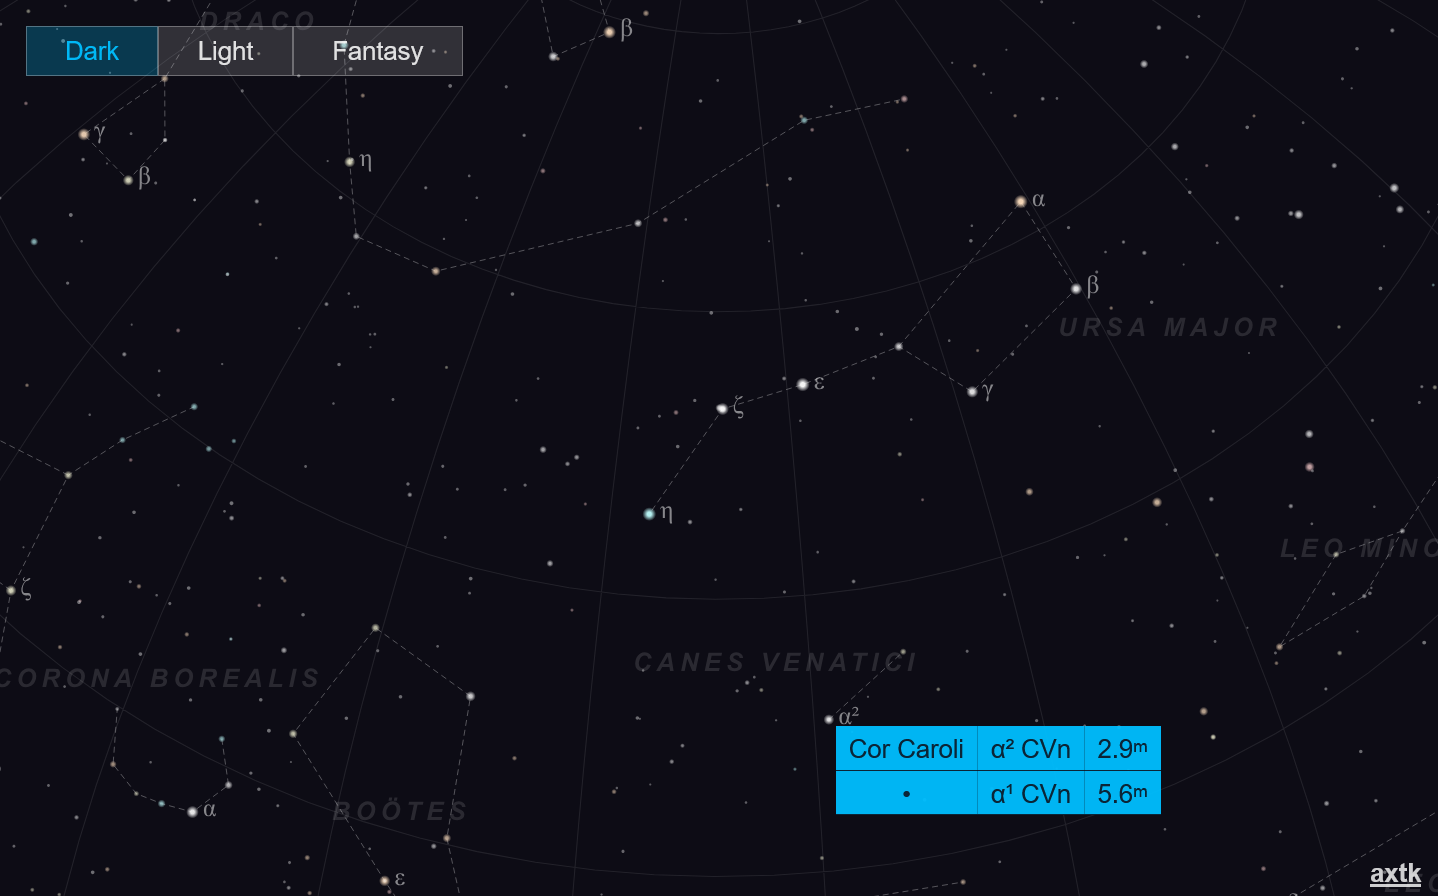 DRACO
Dark Light Fantasy
β
γ
η
β
α
β
URSA MAJOR
ε
γ
ζ
η
LEO MINO
ζ
CANES VENATICI
CORONA BOREALIS
α²
Cor Caroli α² CVn 2.9ᵐ
• α¹ CVn 5.6ᵐ
α
BOÖTES
ε
axtk